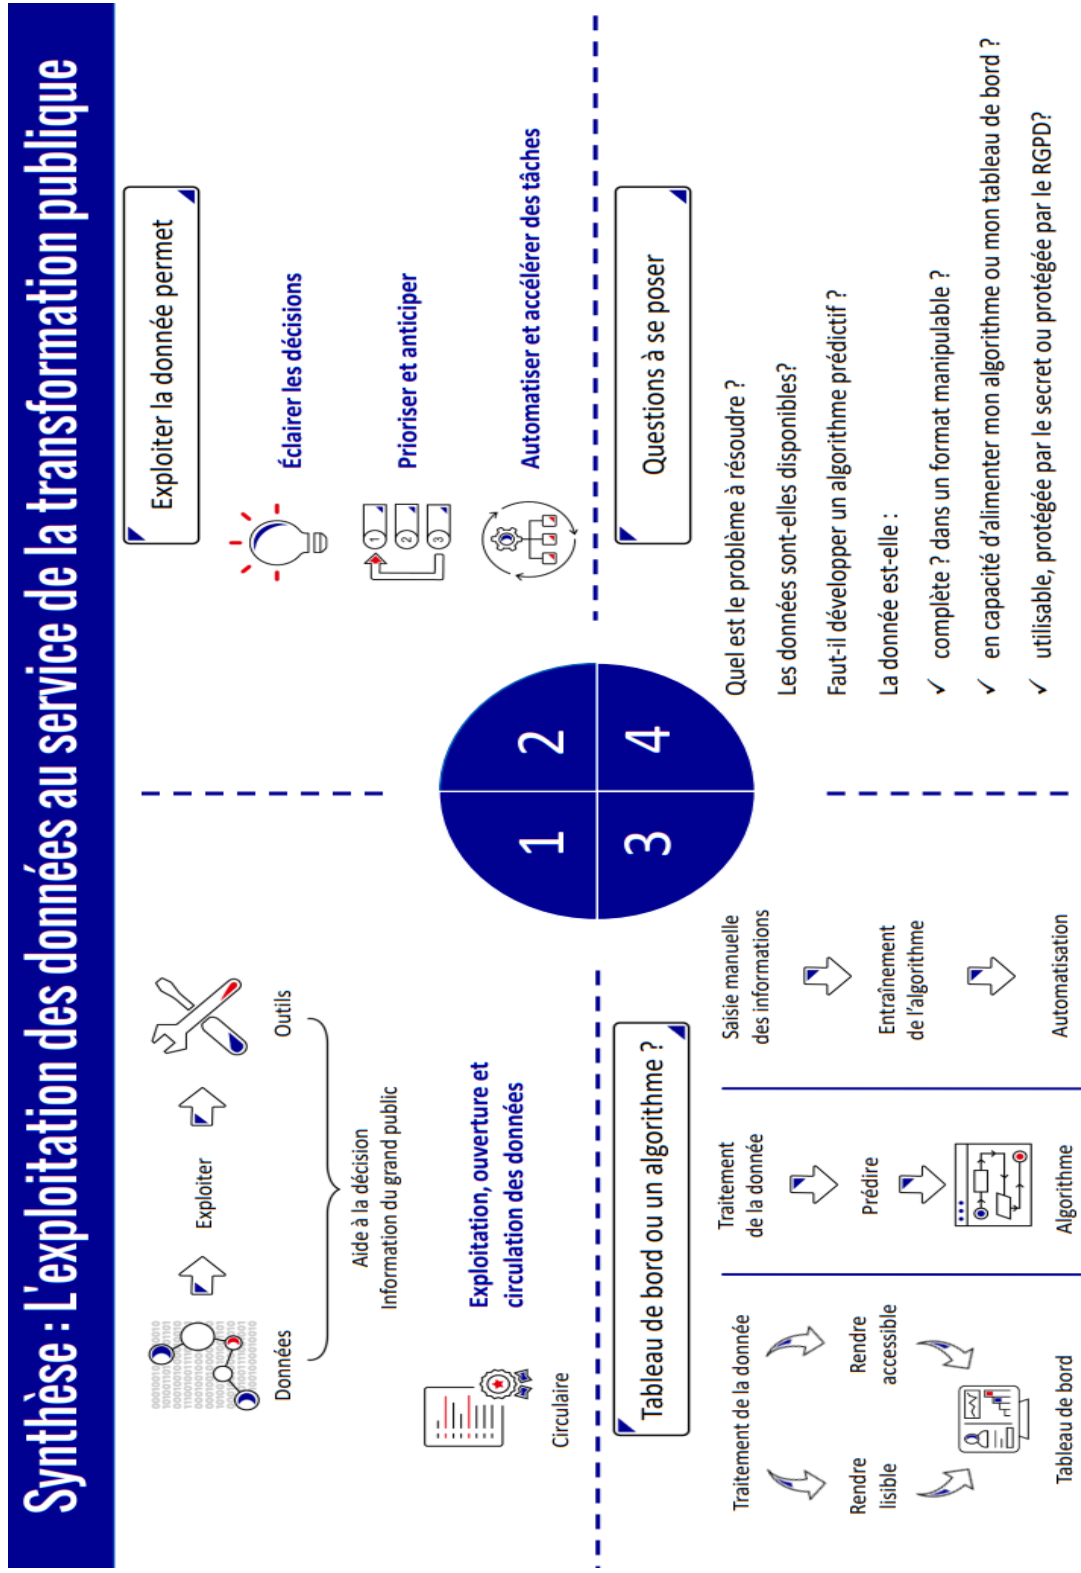 Synthèse : L'exploitation des données au service de la transformation publique
Données
Exploiter
Outils
Aide à la décision
Information du grand public
Circulaire
Exploitation, ouverture et
circulation des données
1
2
3
4
Exploiter la donnée permet
Éclairer les décisions
1
2
3
Prioriser et anticiper
Automatiser et accélérer des tâches
Tableau de bord ou un algorithme ?
Traitement de la donnée
Rendre
lisible
Rendre
accessible
Tableau de bord
Traitement
de la donnée
Prédire
Algorithme
Saisie manuelle
des informations
Entraînement
de l'algorithme
Automatisation
Questions à se poser
Quel est le problème à résoudre ?
Les données sont-elles disponibles?
Faut-il développer un algorithme prédictif ?
La donnée est-elle :
✓ complète ? dans un format manipulable ?
✓ en capacité d'alimenter mon algorithme ou mon tableau de bord ?
✓ utilisable, protégée par le secret ou protégée par le RGPD?